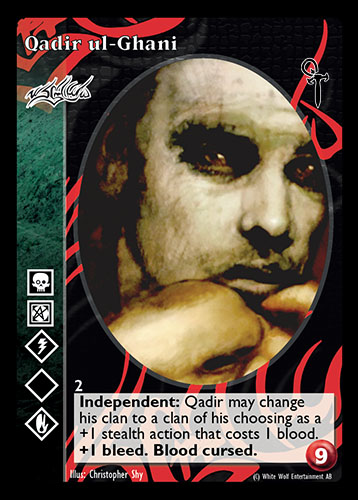 Qadir ul-Ghani
2
Independent: Qadir may change
his clan to a clan of his choosing as a
+1 stealth action that costs 1 blood.
+1 bleed. Blood cursed.
9
Illus: Christopher Shy
(C) White Wolf Entertainment AB